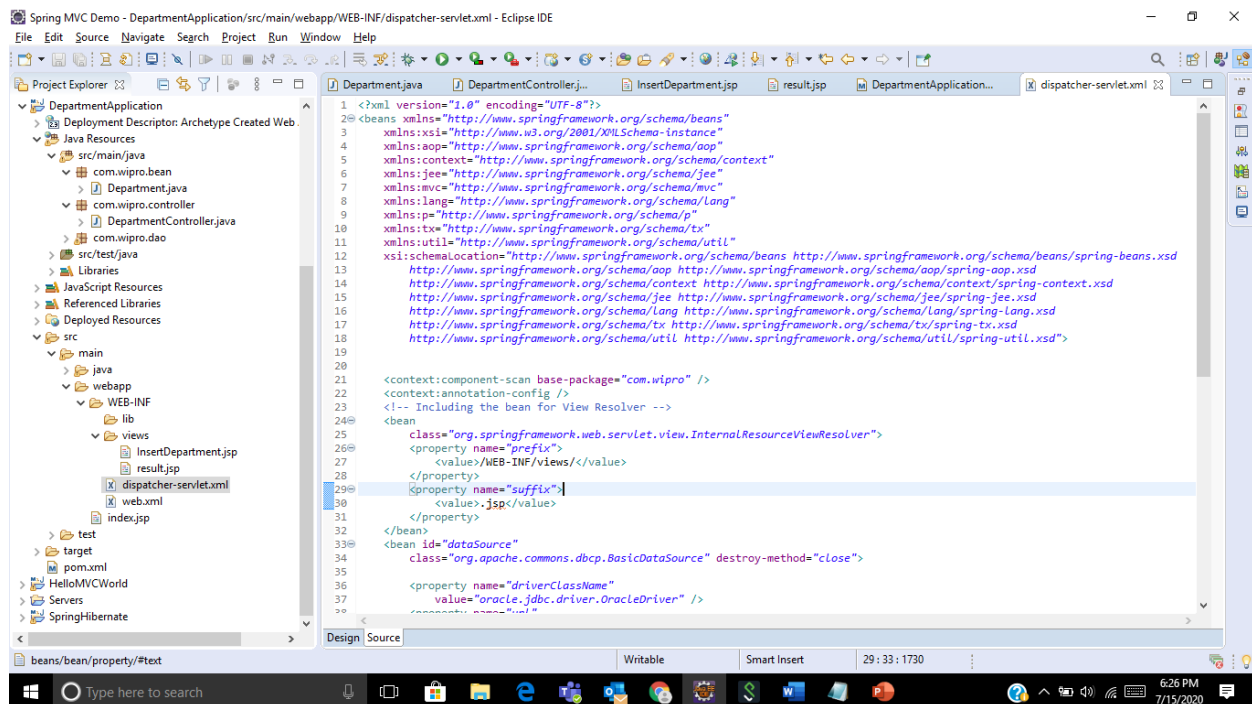 Spring MVC Demo - DepartmentApplication/src/main/webapp/WEB-INF/dispatcher-servlet.xml - Eclipse IDE
File Edit Source Navigate Search Project Run Window Help
Project Explorer
Department.java DepartmentController.j... InsertDepartment.jsp result.jsp DepartmentApplication... dispatcher-servlet.xml
DepartmentApplication
Deployment Descriptor: Archetype Created Web
Java Resources
src/main/java
com.wipro.bean
Department.java
com.wipro.controller
DepartmentController.java
com.wipro.dao
src/test/java
Libraries
JavaScript Resources
Referenced Libraries
Deployed Resources
src
main
java
webapp
WEB-INF
lib
views
InsertDepartment.jsp
result.jsp
dispatcher-servlet.xml
web.xml
index.jsp
test
target
pom.xml
HelloMVCWorld
Servers
SpringHibernate
1 <?xml version="1.0" encoding="UTF-8"?>
2 <beans xmlns="http://www.springframework.org/schema/beans"
3 xmlns:xsi="http://www.w3.org/2001/XMLSchema-instance"
4 xmlns:aop="http://www.springframework.org/schema/aop"
5 xmlns:context="http://www.springframework.org/schema/context"
6 xmlns:jee="http://www.springframework.org/schema/jee"
7 xmlns:mvc="http://www.springframework.org/schema/mvc"
8 xmlns:lang="http://www.springframework.org/schema/lang"
9 xmlns:p="http://www.springframework.org/schema/p"
10 xmlns:tx="http://www.springframework.org/schema/tx"
11 xmlns:util="http://www.springframework.org/schema/util"
12 xsi:schemaLocation="http://www.springframework.org/schema/beans http://www.springframework.org/schema/beans/spring-beans.xsd
13 http://www.springframework.org/schema/aop http://www.springframework.org/schema/aop/spring-aop.xsd
14 http://www.springframework.org/schema/context http://www.springframework.org/schema/context/spring-context.xsd
15 http://www.springframework.org/schema/jee http://www.springframework.org/schema/jee/spring-jee.xsd
16 http://www.springframework.org/schema/lang http://www.springframework.org/schema/lang/spring-lang.xsd
17 http://www.springframework.org/schema/tx http://www.springframework.org/schema/tx/spring-tx.xsd
18 http://www.springframework.org/schema/util http://www.springframework.org/schema/util/spring-util.xsd">
19
20
21 <context:component-scan base-package="com.wipro" />
22 <context:annotation-config />
23 <!-- Including the bean for View Resolver -->
24 <bean
25 class="org.springframework.web.servlet.view.InternalResourceViewResolver">
26 <property name="prefix">
27 <value>/WEB-INF/views/</value>
28 </property>
29 <property name="suffix">
30 <value>.jsp</value>
31 </property>
32 </bean>
33 <bean id="dataSource"
34 class="org.apache.commons.dbcp.BasicDataSource" destroy-method="close">
35
36 <property name="driverClassName"
37 value="oracle.jdbc.driver.OracleDriver" />
38 <property name="url"
Design Source
beans/bean/property/#text Writable Smart Insert 29 : 33 : 1730
Type here to search
6:26 PM
7/15/2020